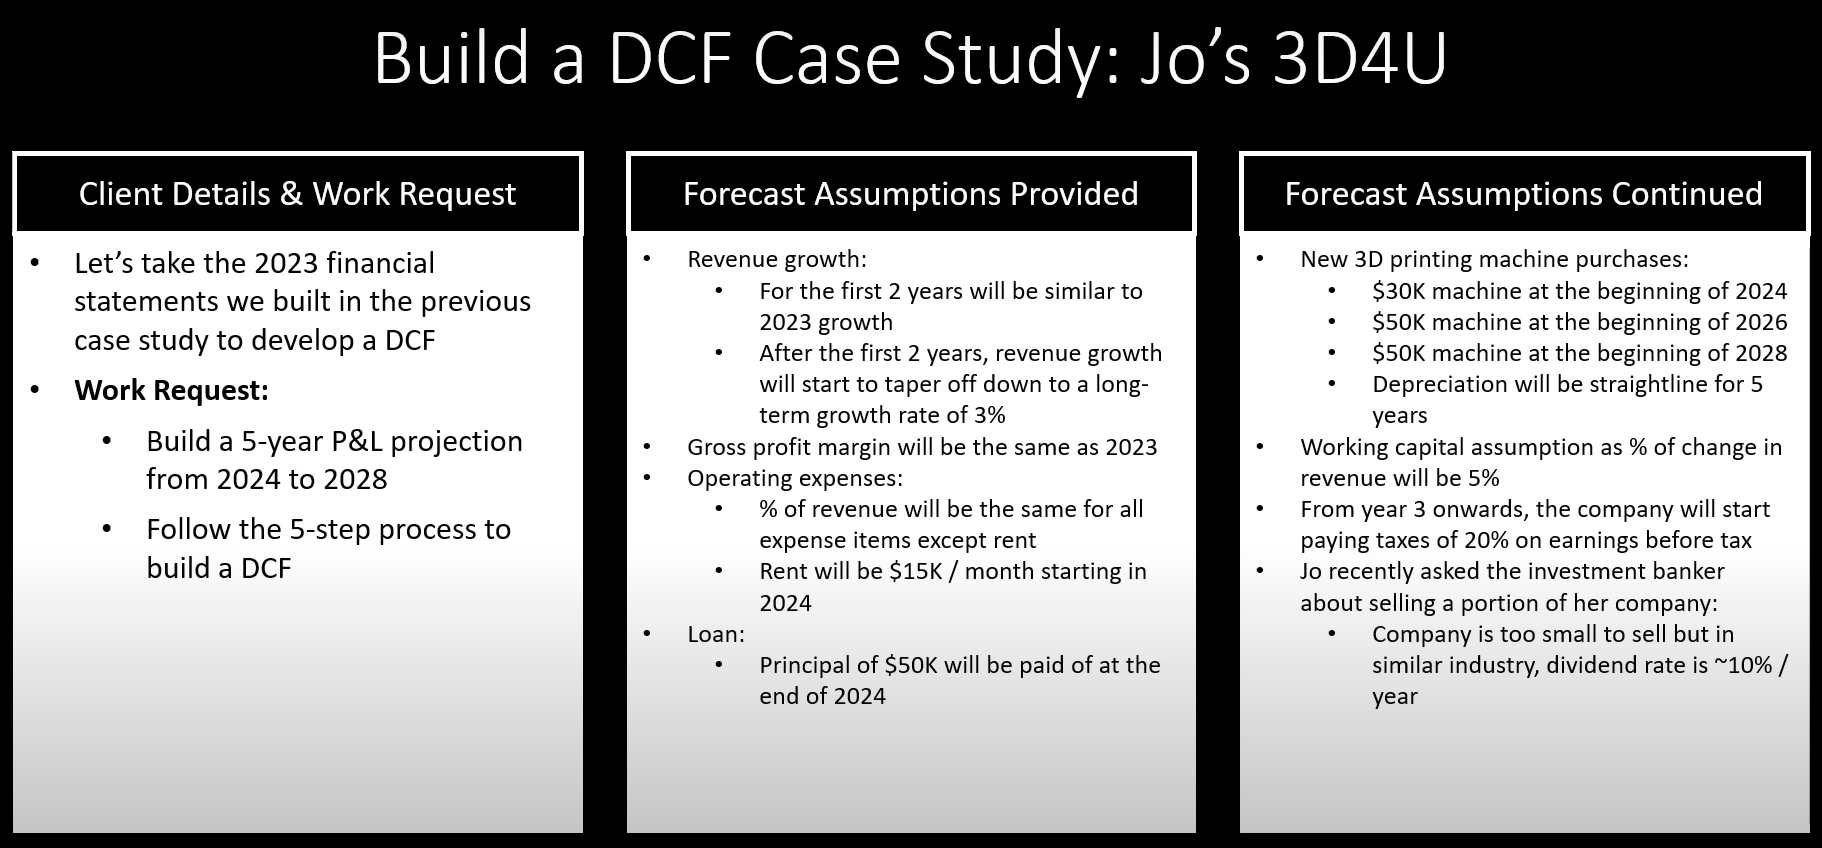 Build a DCF Case Study: Jo's 3D4U
Client Details & Work Request
• Let's take the 2023 financial
statements we built in the previous
case study to develop a DCF
• Work Request:
• Build a 5-year P&L projection
from 2024 to 2028
• Follow the 5-step process to
build a DCF
Forecast Assumptions Provided
• Revenue growth:
• For the first 2 years will be similar to
2023 growth
• After the first 2 years, revenue growth
will start to taper off down to a long-
term growth rate of 3%
• Gross profit margin will be the same as 2023
• Operating expenses:
• % of revenue will be the same for all
expense items except rent
• Rent will be $15K / month starting in
2024
• Loan:
• Principal of $50K will be paid of at the
end of 2024
Forecast Assumptions Continued
• New 3D printing machine purchases:
• $30K machine at the beginning of 2024
• $50K machine at the beginning of 2026
• $50K machine at the beginning of 2028
• Depreciation will be straightline for 5
years
• Working capital assumption as % of change in
revenue will be 5%
• From year 3 onwards, the company will start
paying taxes of 20% on earnings before tax
• Jo recently asked the investment banker
about selling a portion of her company:
• Company is too small to sell but in
similar industry, dividend rate is ~10% /
year